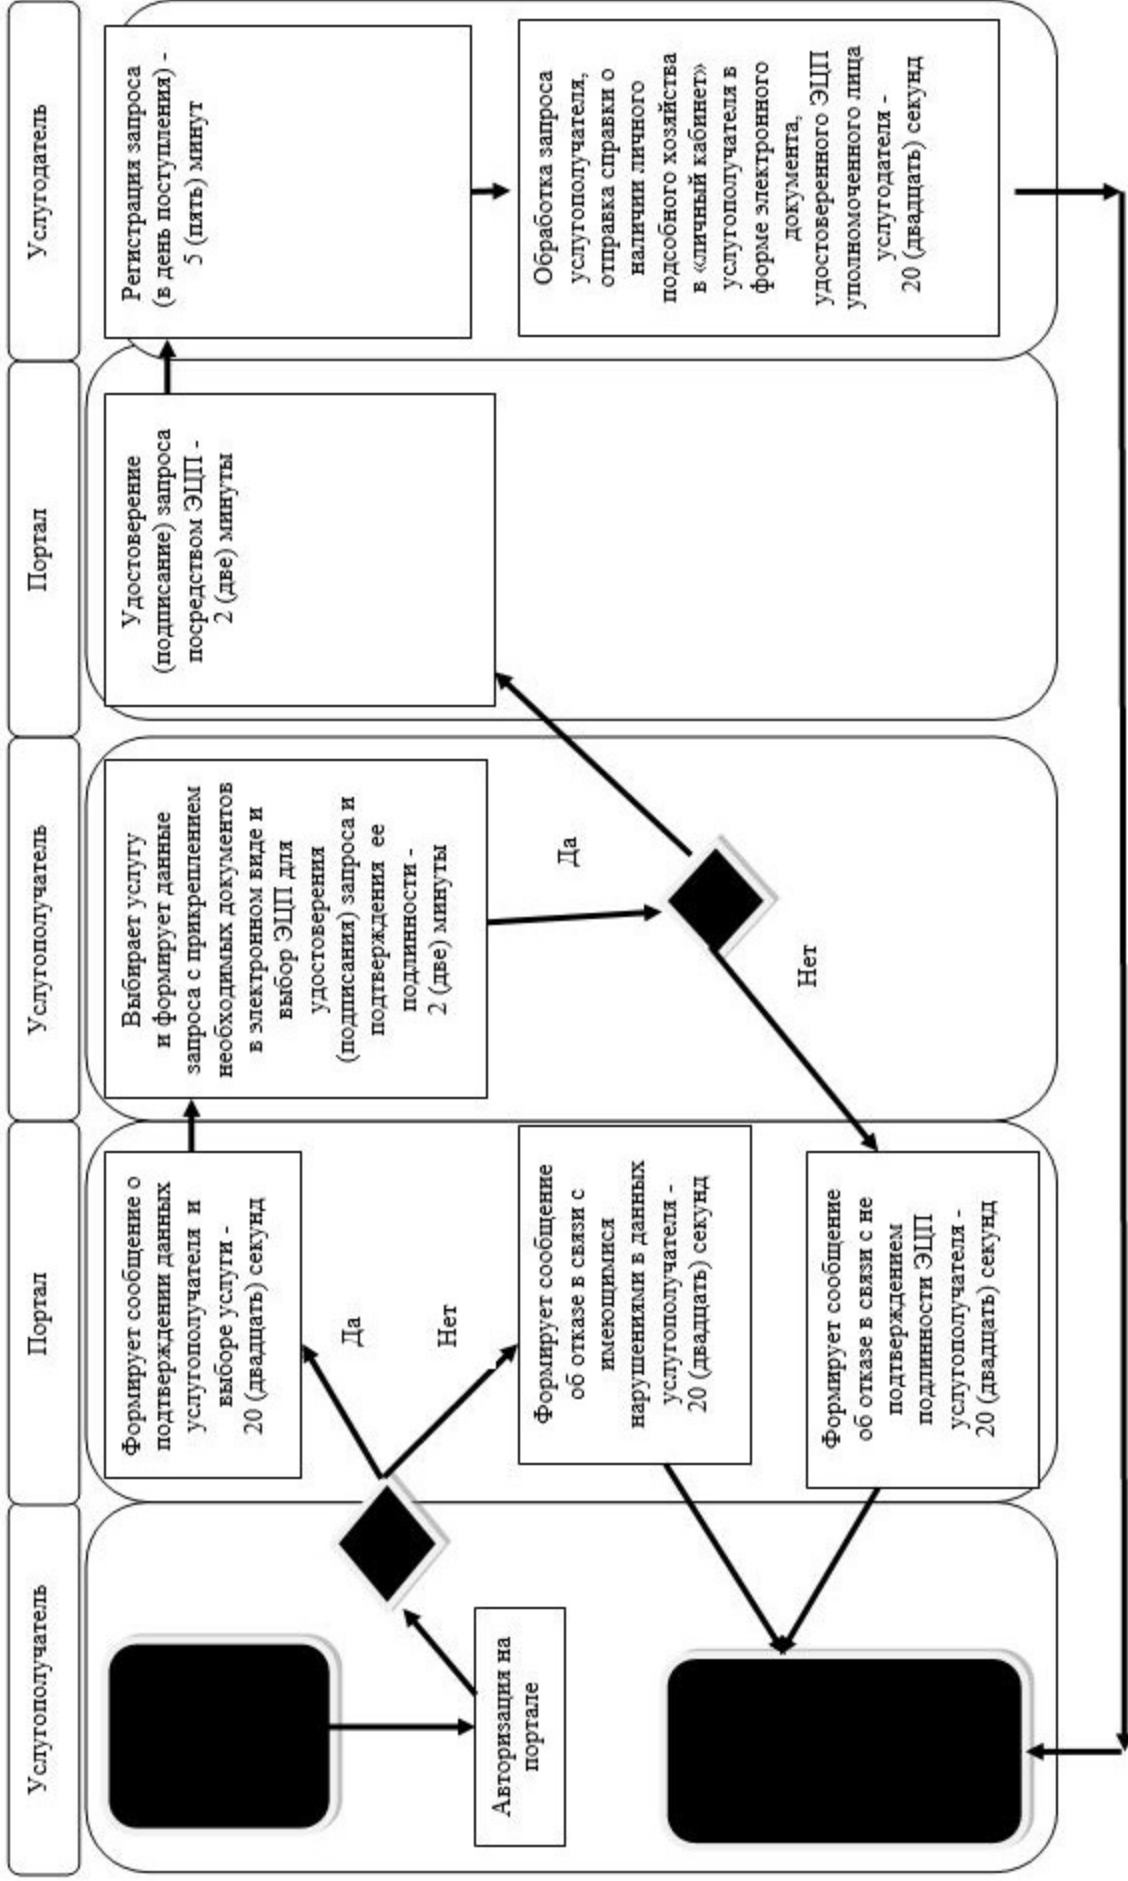 Услугополучатель
Портал
Услугополучатель
Портал
Услугодатель
Авторизация на
портале
Формирует сообщение о
подтверждении данных
услугополучателя и
выборе услуги -
20 (двадцать) секунд
Да
Нет
Формирует сообщение
об отказе в связи с
имеющимися
нарушениями в данных
услугополучателя -
20 (двадцать) секунд
Формирует сообщение
об отказе в связи с не
подтверждением
подлинности ЭЦП
услугополучателя -
20 (двадцать) секунд
Выбирает услугу
и формирует данные
запроса с прикреплением
необходимых документов
в электронном виде и
выбор ЭЦП для
удостоверения
(подписания) запроса и
подтверждения ее
подлинности -
2 (две) минуты
Да
Нет
Удостоверение
(подписание) запроса
посредством ЭЦП -
2 (две) минуты
Регистрация запроса
(в день поступления) -
5 (пять) минут
Обработка запроса
услугополучателя,
отправка справки о
наличии личного
подсобного хозяйства
в «личный кабинет»
услугополучателя в
форме электронного
документа,
удостоверенного ЭЦП
уполномоченного лица
услугодателя -
20 (двадцать) секунд